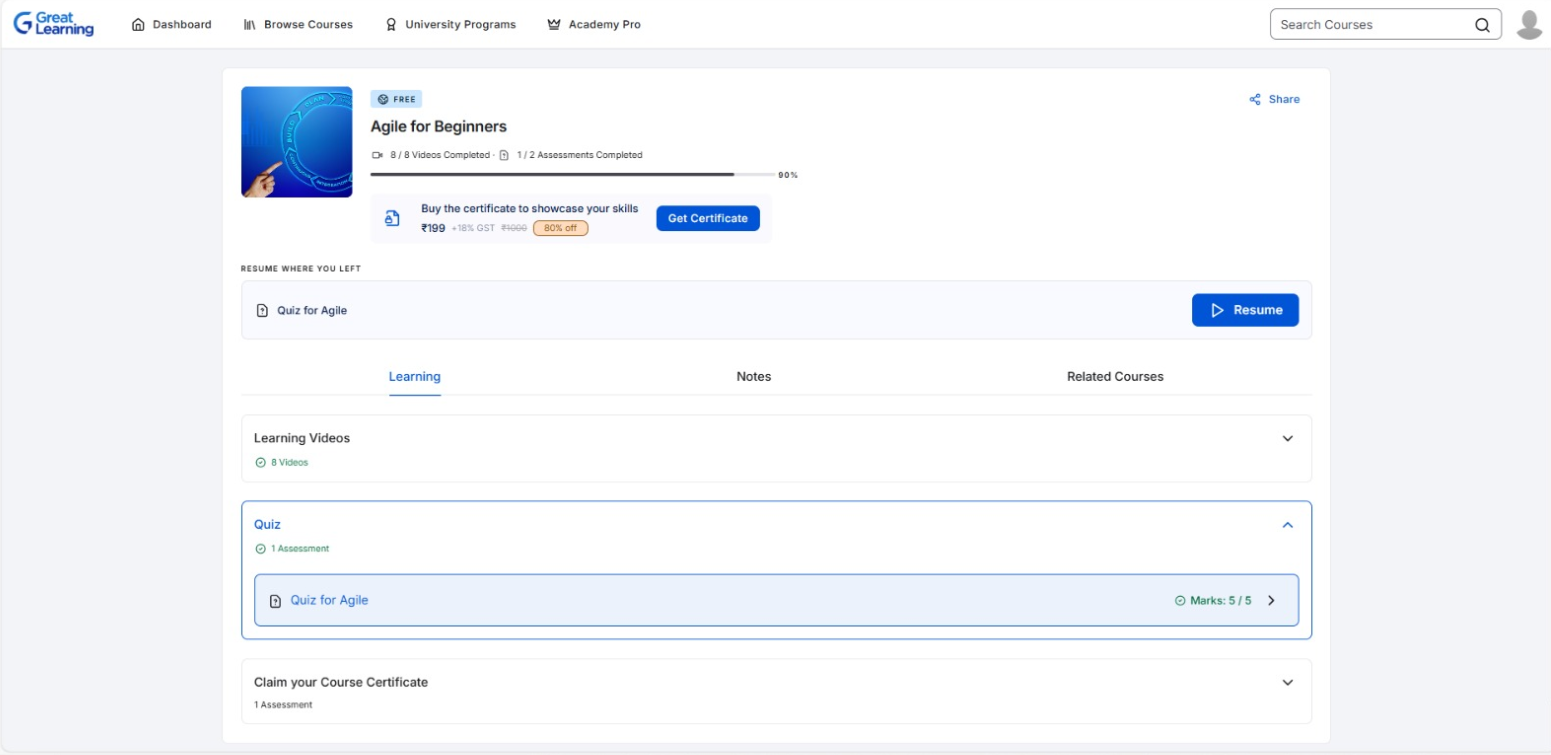 Great Learning
Dashboard
Browse Courses
University Programs
Academy Pro
Search Courses
FREE
Share
Agile for Beginners
8 / 8 Videos Completed · 1 / 2 Assessments Completed
90%
Buy the certificate to showcase your skills
₹199 +18% GST ₹1000 80% off
Get Certificate
RESUME WHERE YOU LEFT
Quiz for Agile
Resume
Learning
Notes
Related Courses
Learning Videos
8 Videos
Quiz
1 Assessment
Quiz for Agile
Marks: 5 / 5
Claim your Course Certificate
1 Assessment